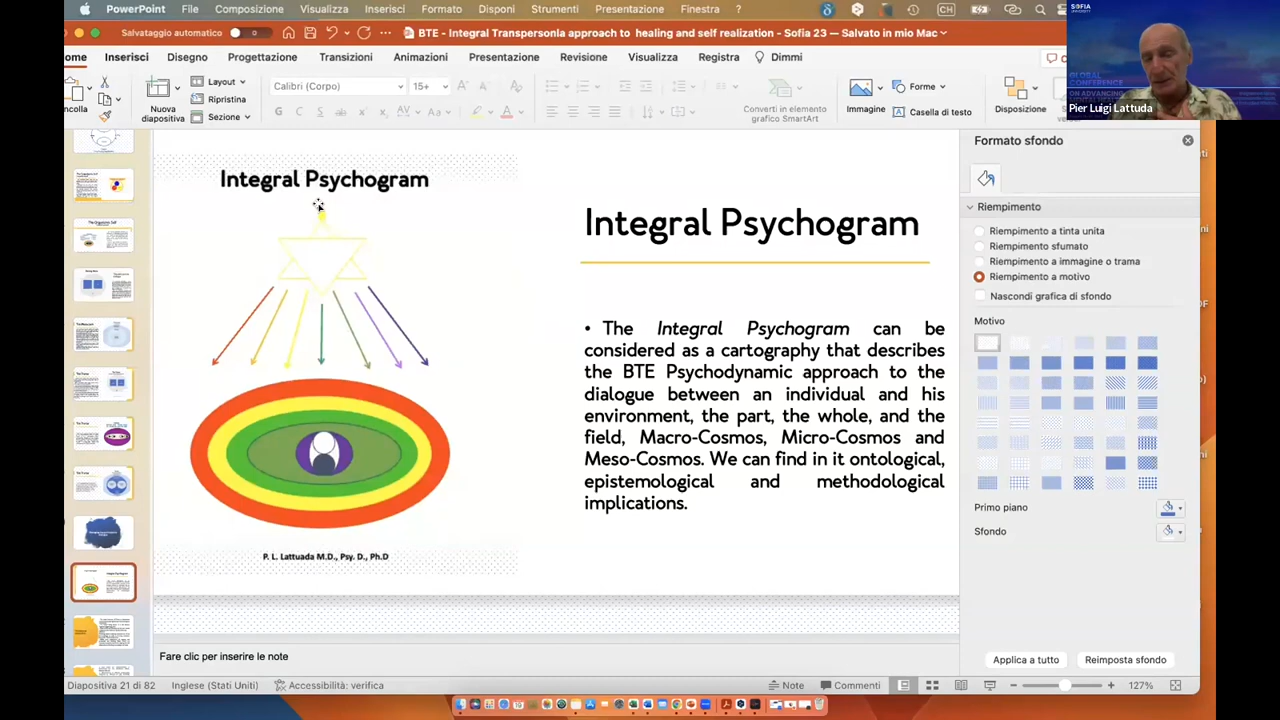 PowerPoint File Composizione Visualizza Inserisci Formato Disponi Strumenti Presentazione Finestra ?
Salvataggio automatico
BTE - Integral Transpersonla approach to healing and self realization - Sofia 23 — Salvato in mio Mac
SOFIA
UNIVERSITY
GLOBAL
CONFERENCE
Pier Luigi Lattuda
ome Inserisci Disegno Progettazione Transizioni Animazioni Presentazione Revisione Visualizza Registra Dimmi
ncolla
Nuova
diapositiva
Layout
Ripristina
Sezione
Calibri (Corpo)
15+
Converti in elemento
grafico SmartArt
Immagine
Forme
Casella di testo
Disposizione
Integral Psychogram
P. L. Lattuada M.D., Psy. D., Ph.D
Integral Psychogram
• The Integral Psychogram can be
considered as a cartography that describes
the BTE Psychodynamic approach to the
dialogue between an individual and his
environment, the part, the whole, and the
field, Macro-Cosmos, Micro-Cosmos and
Meso-Cosmos. We can find in it ontological,
epistemological and methodological
implications.
Formato sfondo
Riempimento
Riempimento a tinta unita
Riempimento sfumato
Riempimento a immagine o trama
Riempimento a motivo
Nascondi grafica di sfondo
Motivo
Primo piano
Sfondo
Applica a tutto
Reimposta sfondo
Fare clic per inserire le note
Diapositiva 21 di 82
Inglese (Stati Uniti)
Accessibilità: verifica
Note
Commenti
127%